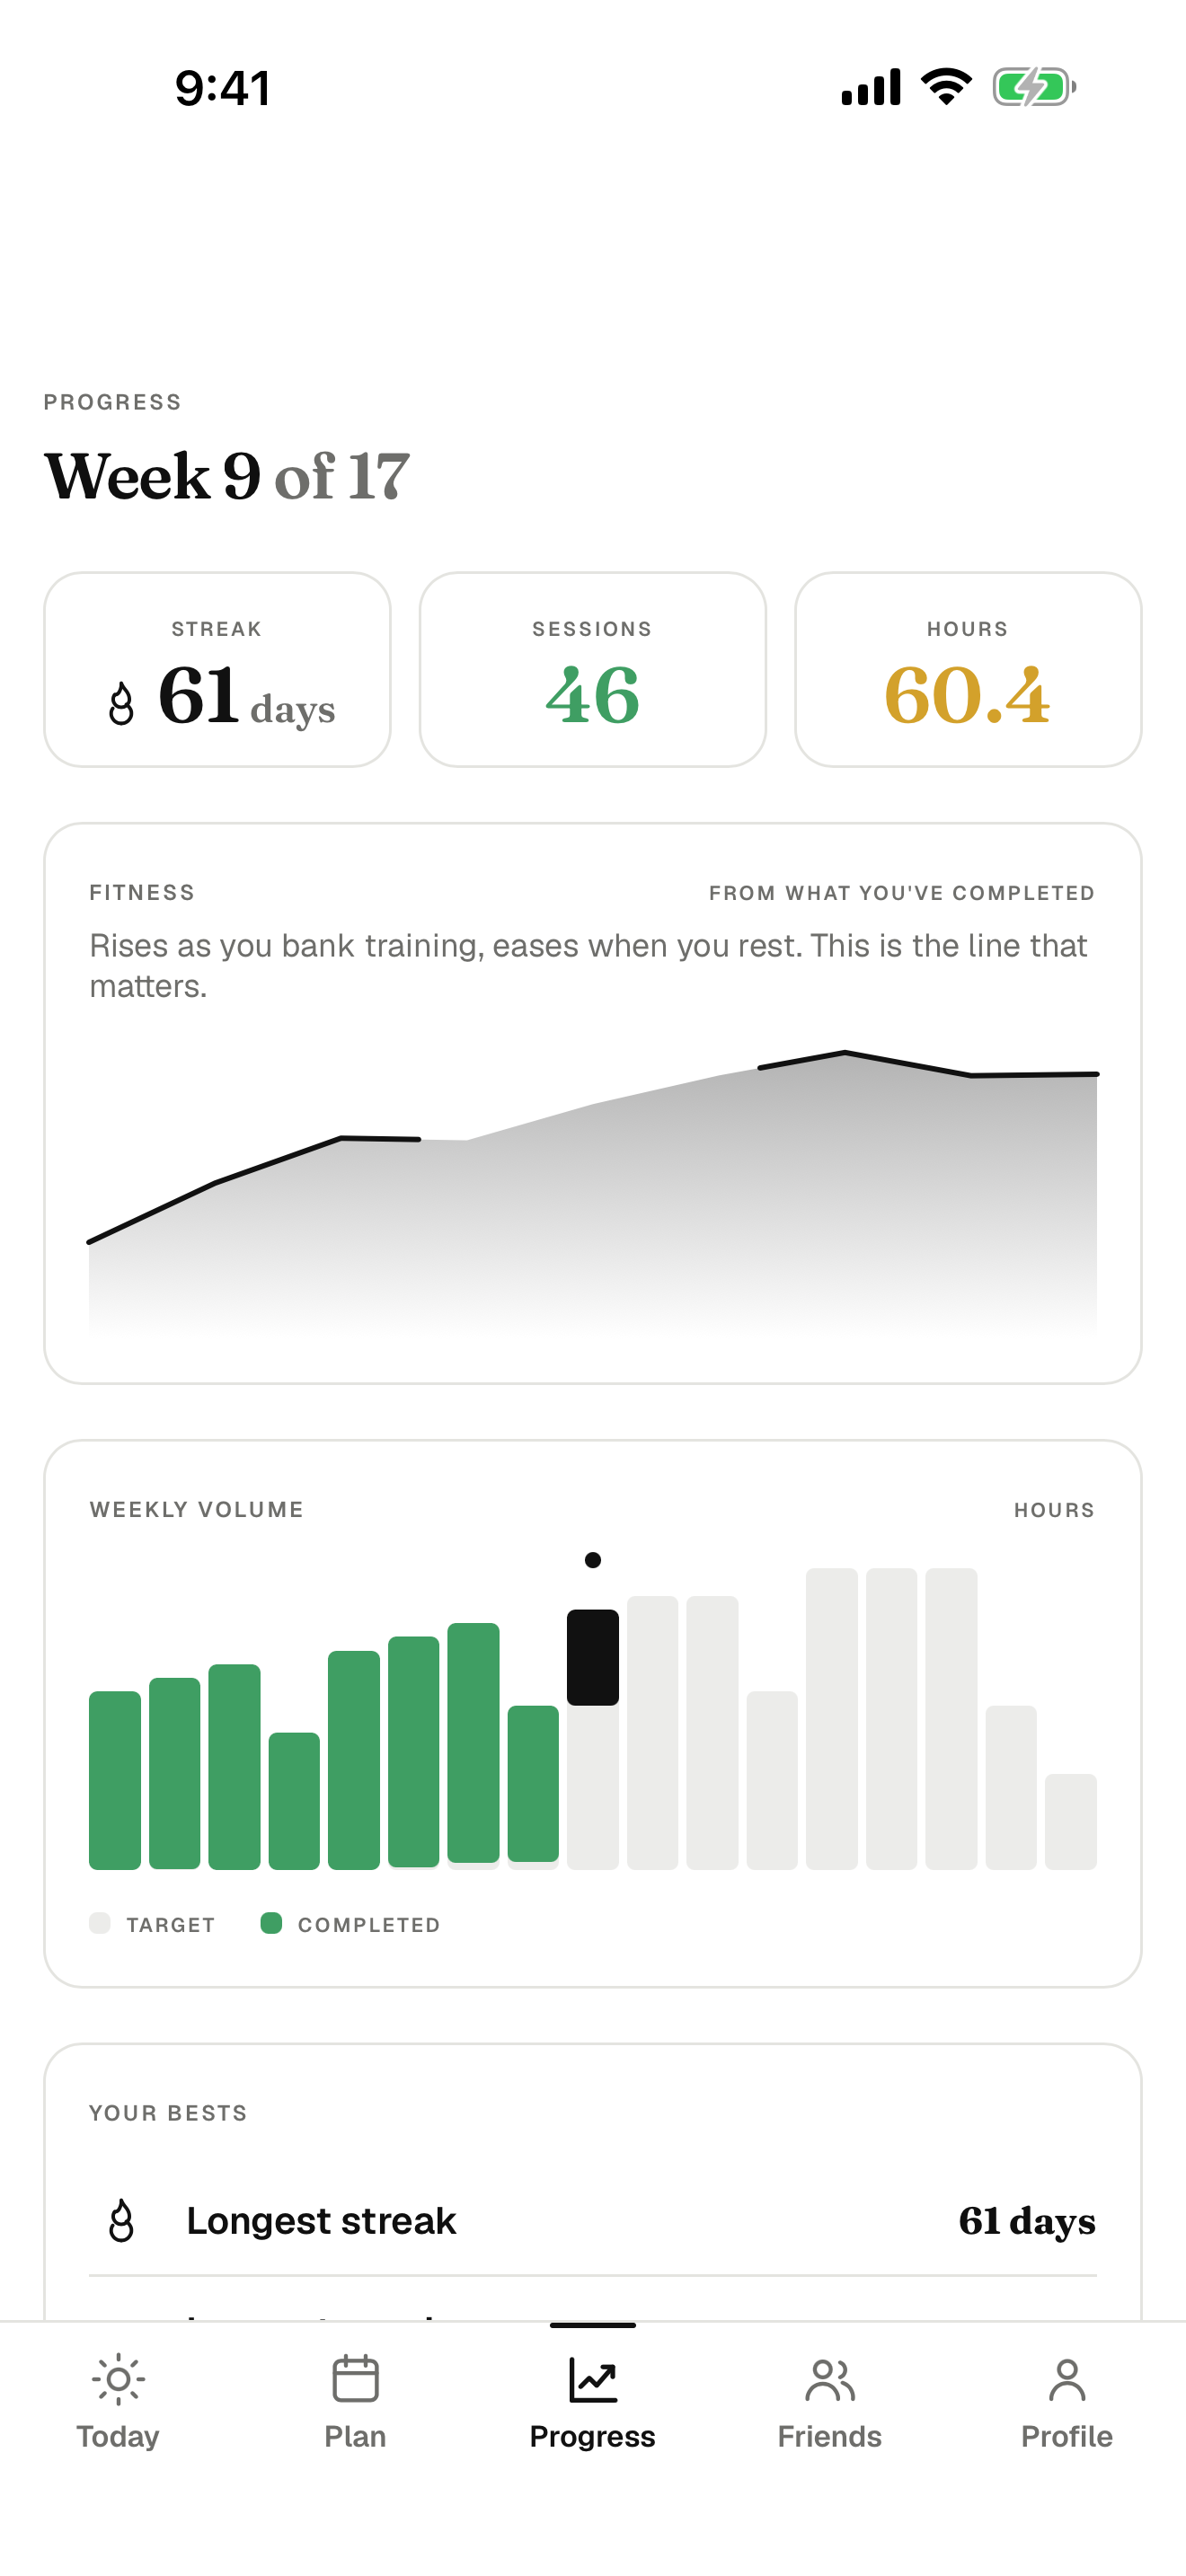 9:41
PROGRESS
Week 9 of 17
STREAK
61 days
SESSIONS
46
HOURS
60.4
FITNESS
FROM WHAT YOU'VE COMPLETED
Rises as you bank training, eases when you rest. This is the line that
matters.
WEEKLY VOLUME
HOURS
TARGET
COMPLETED
YOUR BESTS
Longest streak
61 days
Today
Plan
Progress
Friends
Profile